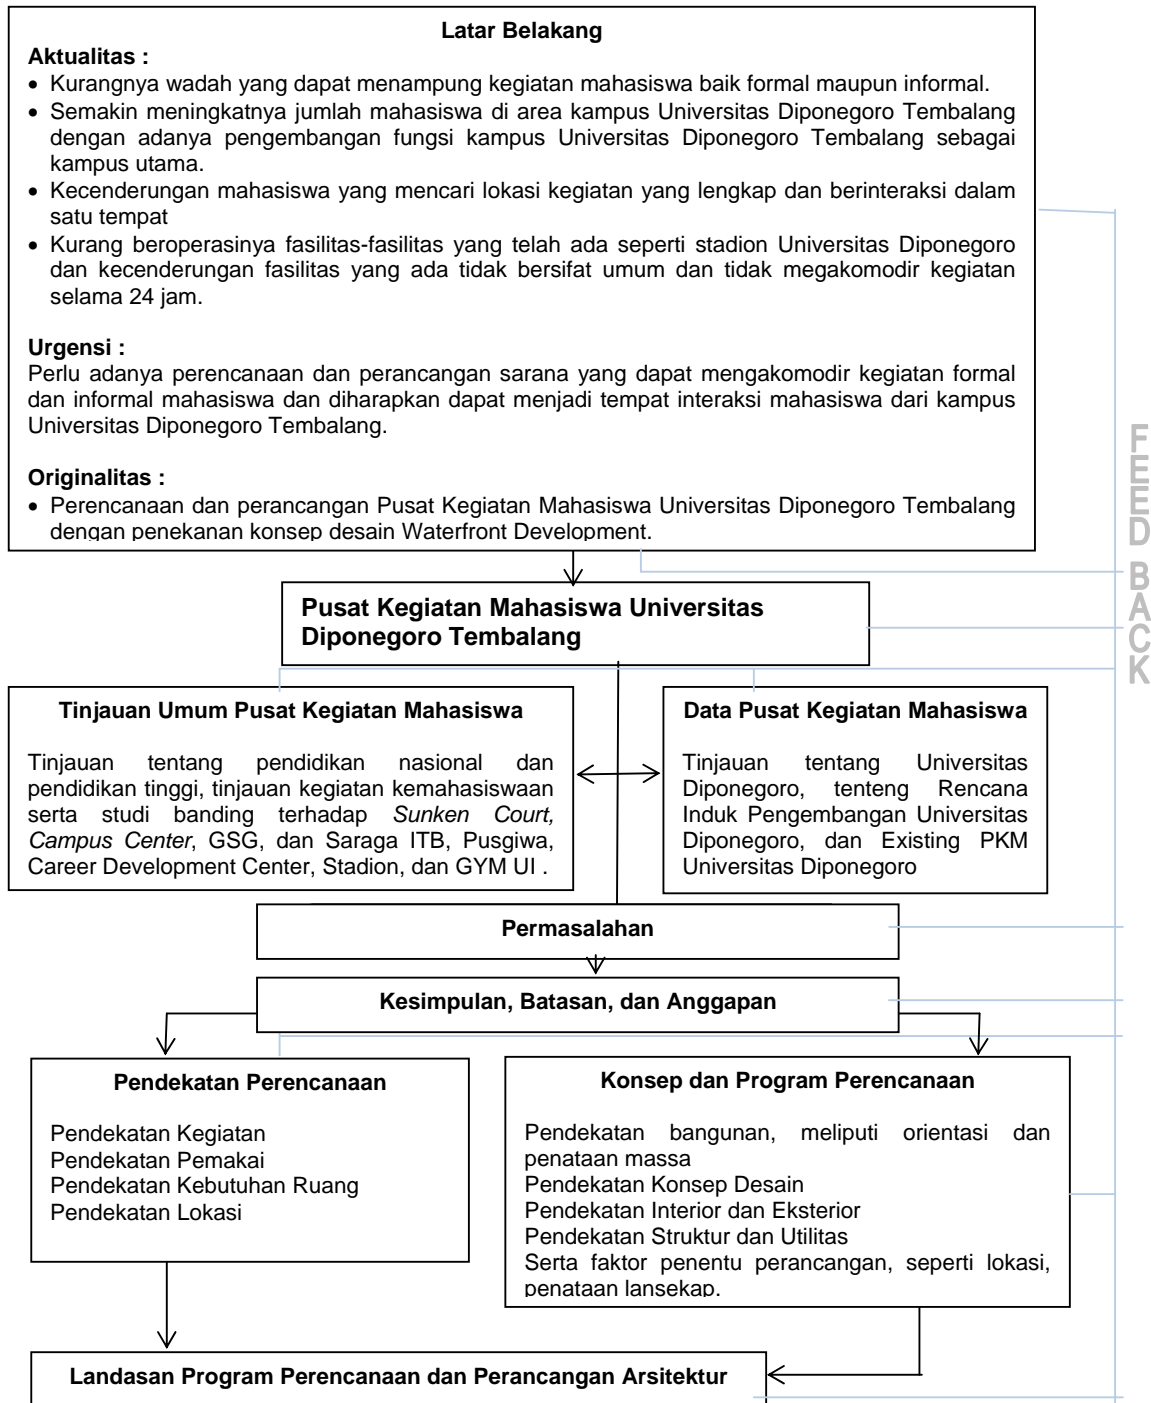 Latar Belakang
Aktualitas :
• Kurangnya wadah yang dapat menampung kegiatan mahasiswa baik formal maupun informal.
• Semakin meningkatnya jumlah mahasiswa di area kampus Universitas Diponegoro Tembalang
dengan adanya pengembangan fungsi kampus Universitas Diponegoro Tembalang sebagai
kampus utama.
• Kecenderungan mahasiswa yang mencari lokasi kegiatan yang lengkap dan berinteraksi dalam
satu tempat
• Kurang beroperasinya fasilitas-fasilitas yang telah ada seperti stadion Universitas Diponegoro
dan kecenderungan fasilitas yang ada tidak bersifat umum dan tidak megakomodir kegiatan
selama 24 jam.
Urgensi :
Perlu adanya perencanaan dan perancangan sarana yang dapat mengakomodir kegiatan formal
dan informal mahasiswa dan diharapkan dapat menjadi tempat interaksi mahasiswa dari kampus
Universitas Diponegoro Tembalang.
Originalitas :
• Perencanaan dan perancangan Pusat Kegiatan Mahasiswa Universitas Diponegoro Tembalang
dengan penekanan konsep desain Waterfront Development.
FEED BACK
Pusat Kegiatan Mahasiswa Universitas
Diponegoro Tembalang
Tinjauan Umum Pusat Kegiatan Mahasiswa
Tinjauan tentang pendidikan nasional dan
pendidikan tinggi, tinjauan kegiatan kemahasiswaan
serta studi banding terhadap Sunken Court,
Campus Center, GSG, dan Saraga ITB, Pusgiwa,
Career Development Center, Stadion, dan GYM UI .
Data Pusat Kegiatan Mahasiswa
Tinjauan tentang Universitas
Diponegoro, tenteng Rencana
Induk Pengembangan Universitas
Diponegoro, dan Existing PKM
Universitas Diponegoro
Permasalahan
Kesimpulan, Batasan, dan Anggapan
Pendekatan Perencanaan
Pendekatan Kegiatan
Pendekatan Pemakai
Pendekatan Kebutuhan Ruang
Pendekatan Lokasi
Konsep dan Program Perencanaan
Pendekatan bangunan, meliputi orientasi dan
penataan massa
Pendekatan Konsep Desain
Pendekatan Interior dan Eksterior
Pendekatan Struktur dan Utilitas
Serta faktor penentu perancangan, seperti lokasi,
penataan lansekap.
Landasan Program Perencanaan dan Perancangan Arsitektur